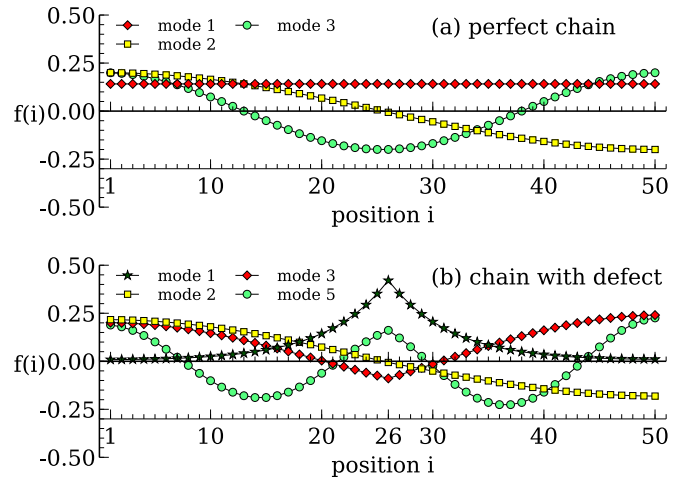 0.50
mode 1
mode 3
(a) perfect chain
mode 2
0.25
f(i)
0.00
-0.25
-0.50
1
10
20
26
30
40
50
position i
0.50
mode 1
mode 3
(b) chain with defect
mode 2
mode 5
0.25
f(i)
0.00
-0.25
-0.50
1
10
20
26
30
40
50
position i